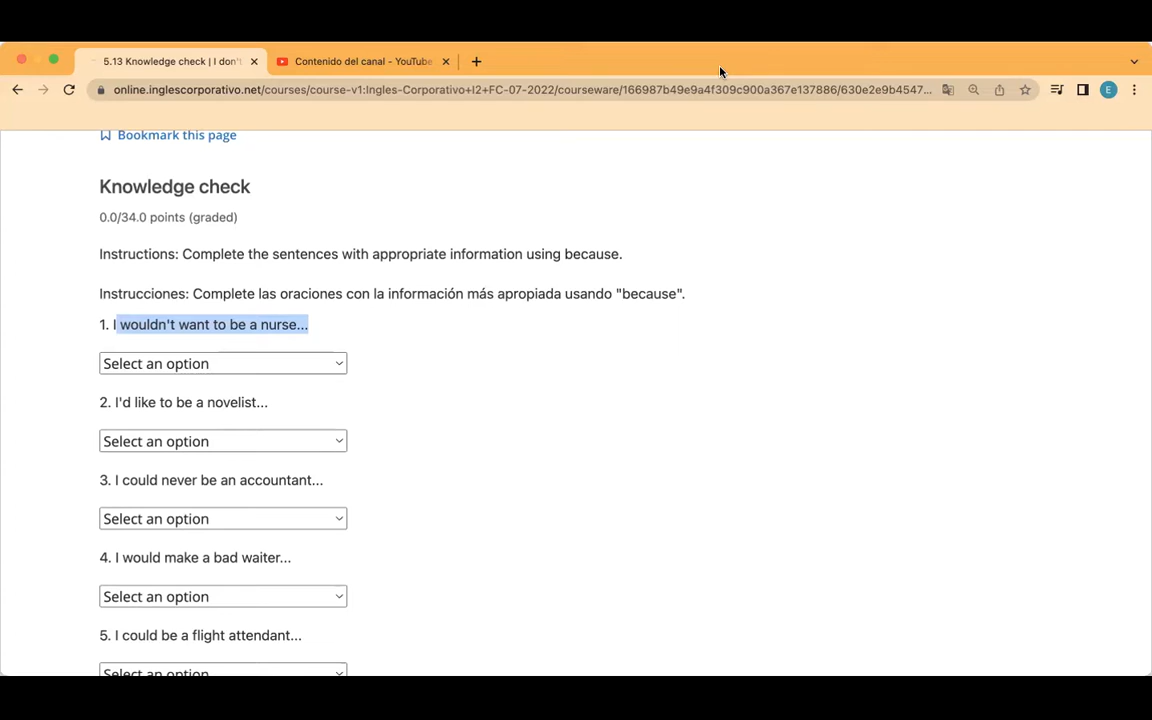 5.13 Knowledge check | I don't
Contenido del canal - YouTube
online.inglescorporativo.net/courses/course-v1:Ingles-Corporativo+I2+FC-07-2022/courseware/166987b49e9a4f309c900a367e137886/630e2e9b4547...
E
Bookmark this page
Knowledge check
0.0/34.0 points (graded)
Instructions: Complete the sentences with appropriate information using because.
Instrucciones: Complete las oraciones con la información más apropiada usando "because".
1. I wouldn't want to be a nurse...
Select an option
2. I'd like to be a novelist...
Select an option
3. I could never be an accountant...
Select an option
4. I would make a bad waiter...
Select an option
5. I could be a flight attendant...
Select an option